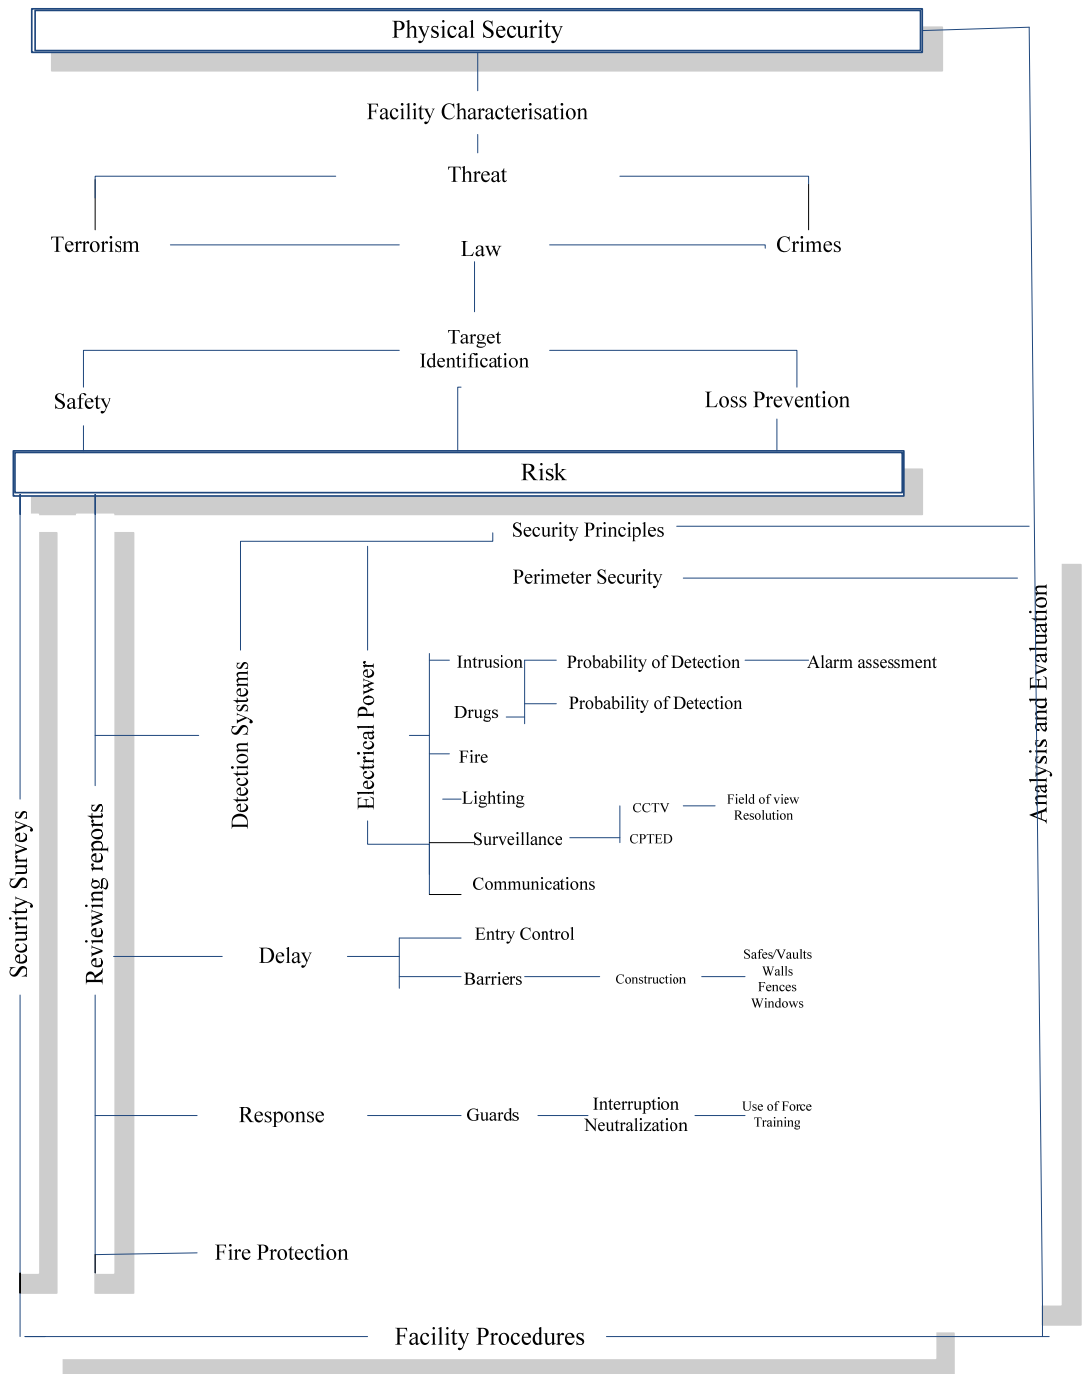 Physical Security
Facility Characterisation
Threat
Terrorism
Law
Crimes
Target
Identification
Safety
Loss Prevention
Risk
Security Principles
Perimeter Security
Analysis and Evaluation
Detection Systems
Electrical Power
Intrusion
Probability of Detection
Alarm assessment
Drugs
Probability of Detection
Fire
Lighting
Surveillance
CCTV
Field of view
Resolution
CPTED
Communications
Security Surveys
Reviewing reports
Delay
Entry Control
Barriers
Construction
Safes/Vaults
Walls
Fences
Windows
Response
Guards
Interruption
Neutralization
Use of Force
Training
Fire Protection
Facility Procedures